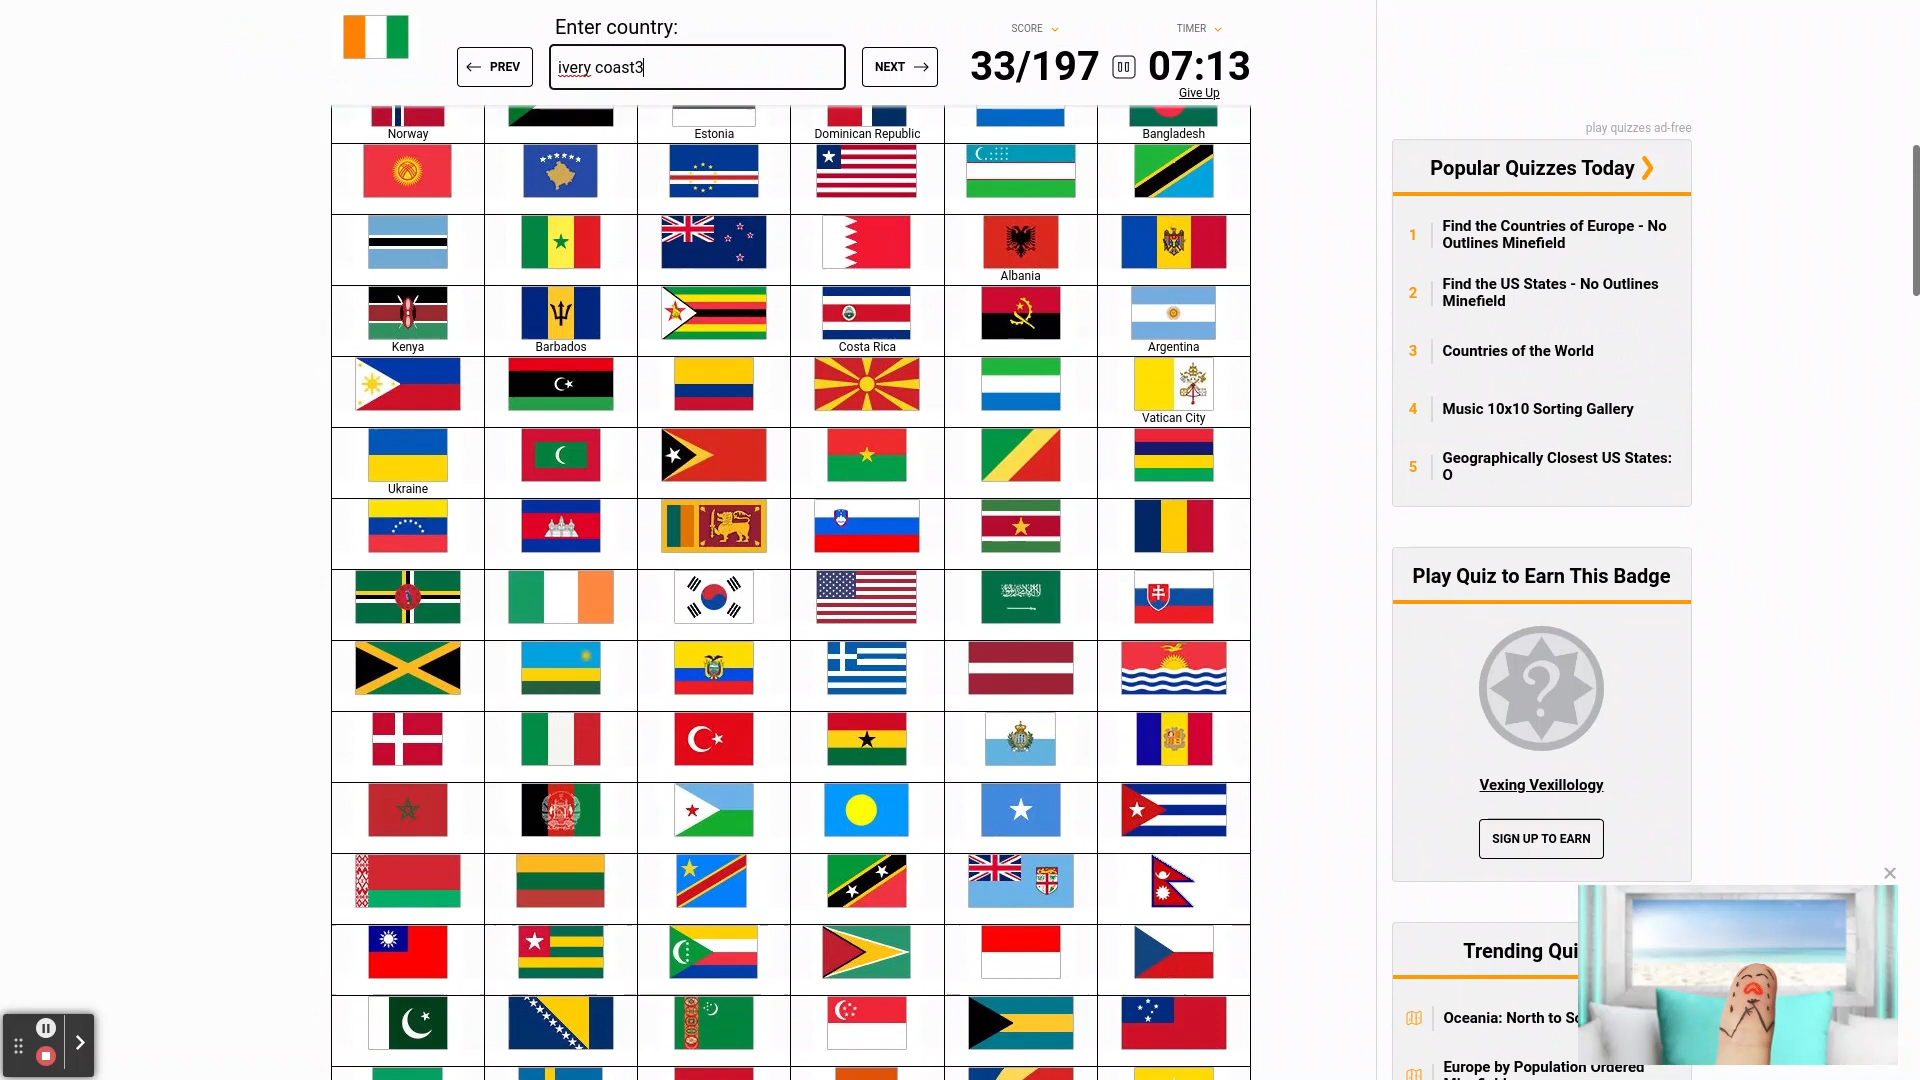 Enter country:
SCORE
TIMER
PREV
ivery coast3
NEXT
33/197
07:13
Give Up
Norway
Estonia
Dominican Republic
Bangladesh
Albania
Kenya
Barbados
Costa Rica
Argentina
Vatican City
Ukraine
play quizzes ad-free
Popular Quizzes Today
1
Find the Countries of Europe - No
Outlines Minefield
2
Find the US States - No Outlines
Minefield
3
Countries of the World
4
Music 10x10 Sorting Gallery
5
Geographically Closest US States:
O
Play Quiz to Earn This Badge
?
Vexing Vexillology
SIGN UP TO EARN
Trending Qui
Oceania: North to So
Europe by Population Ordered